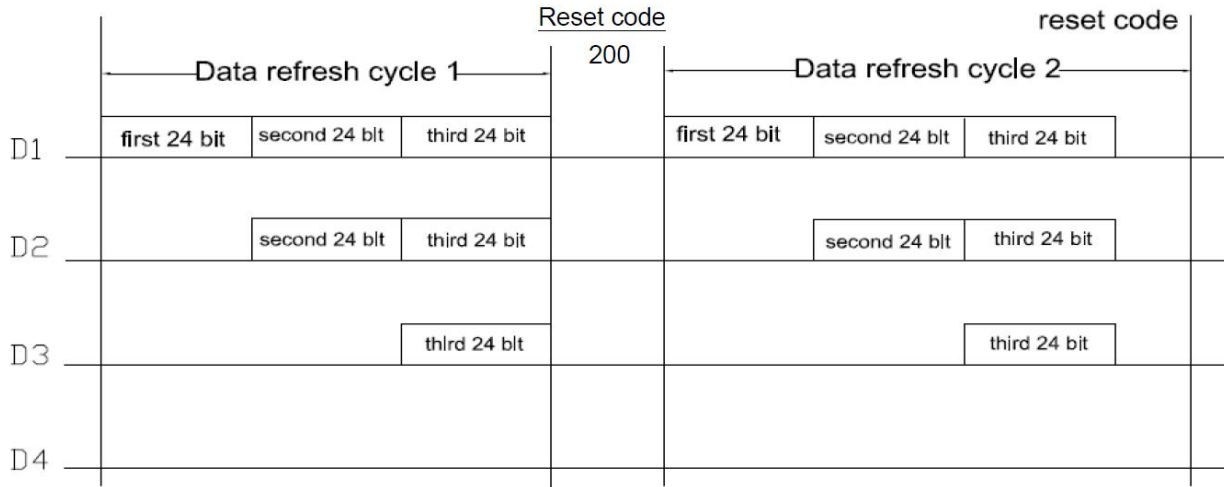 Reset code
reset code
200
Data refresh cycle 1
Data refresh cycle 2
D1 first 24 bit second 24 blt third 24 bit first 24 bit second 24 blt third 24 bit
D2 second 24 blt third 24 bit second 24 blt third 24 bit
D3 thlrd 24 blt third 24 bit
D4